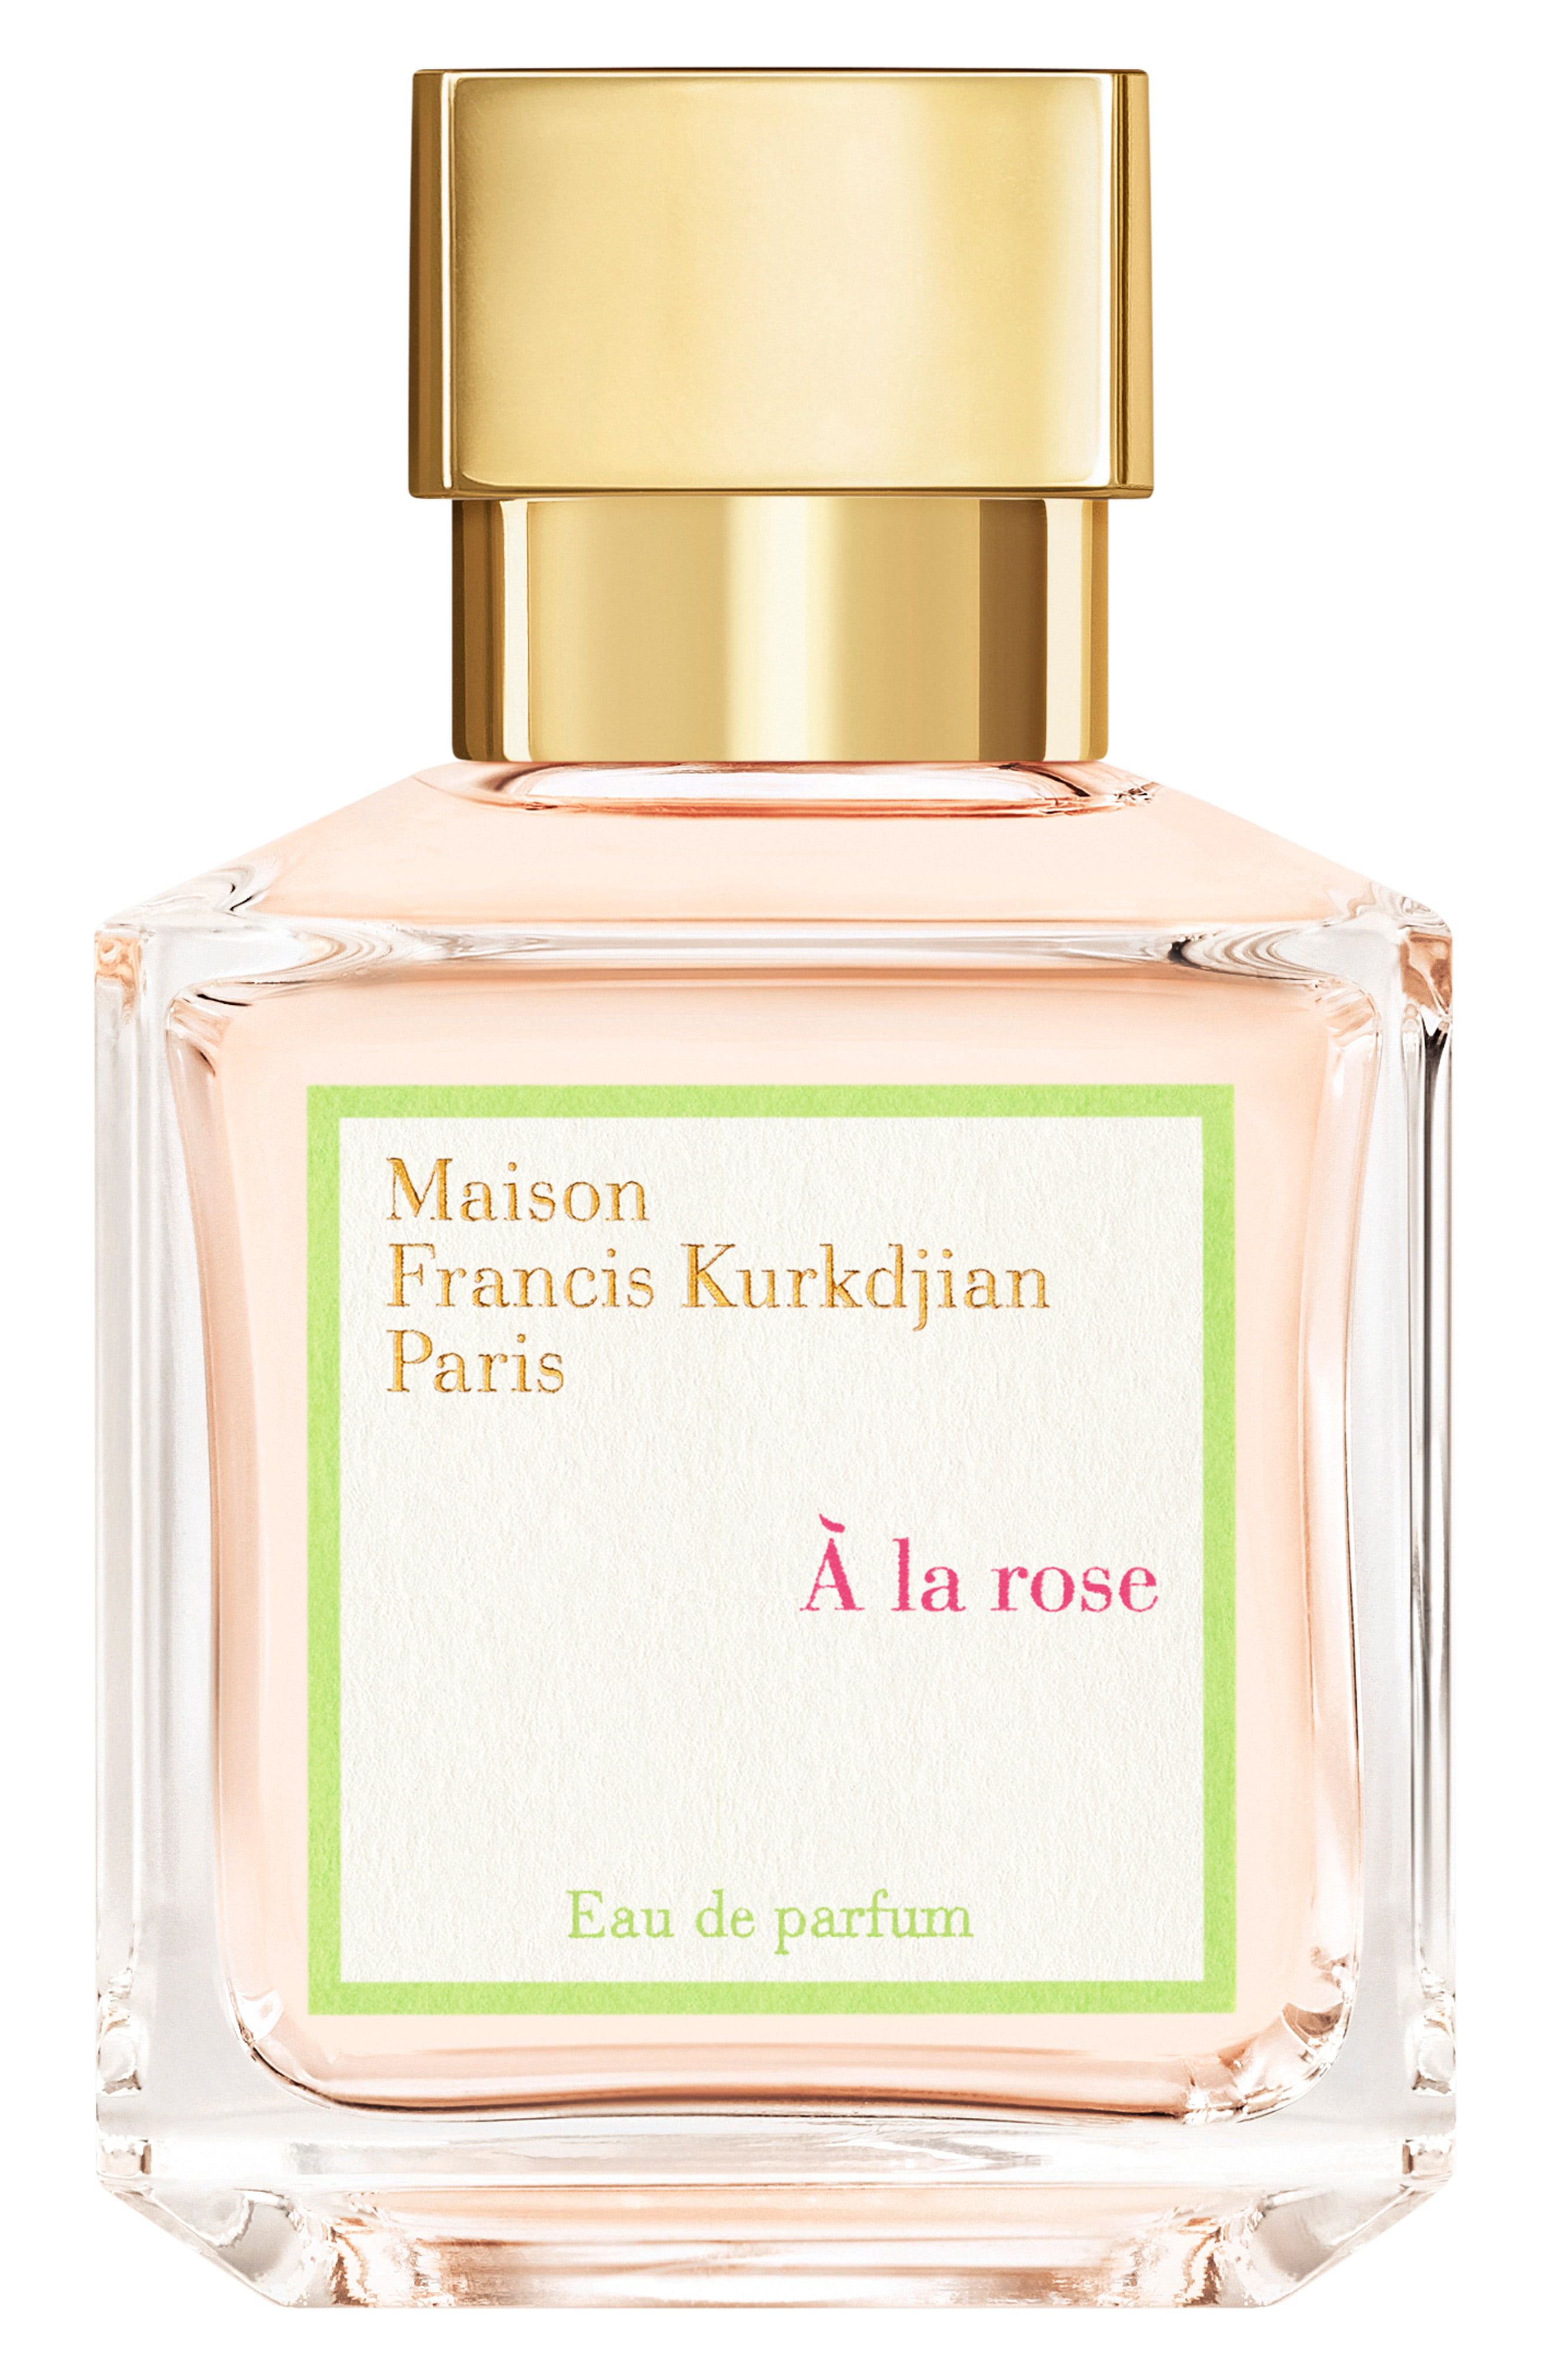 Maison
Francis Kurkdjian
Paris
À la rose
Eau de parfum